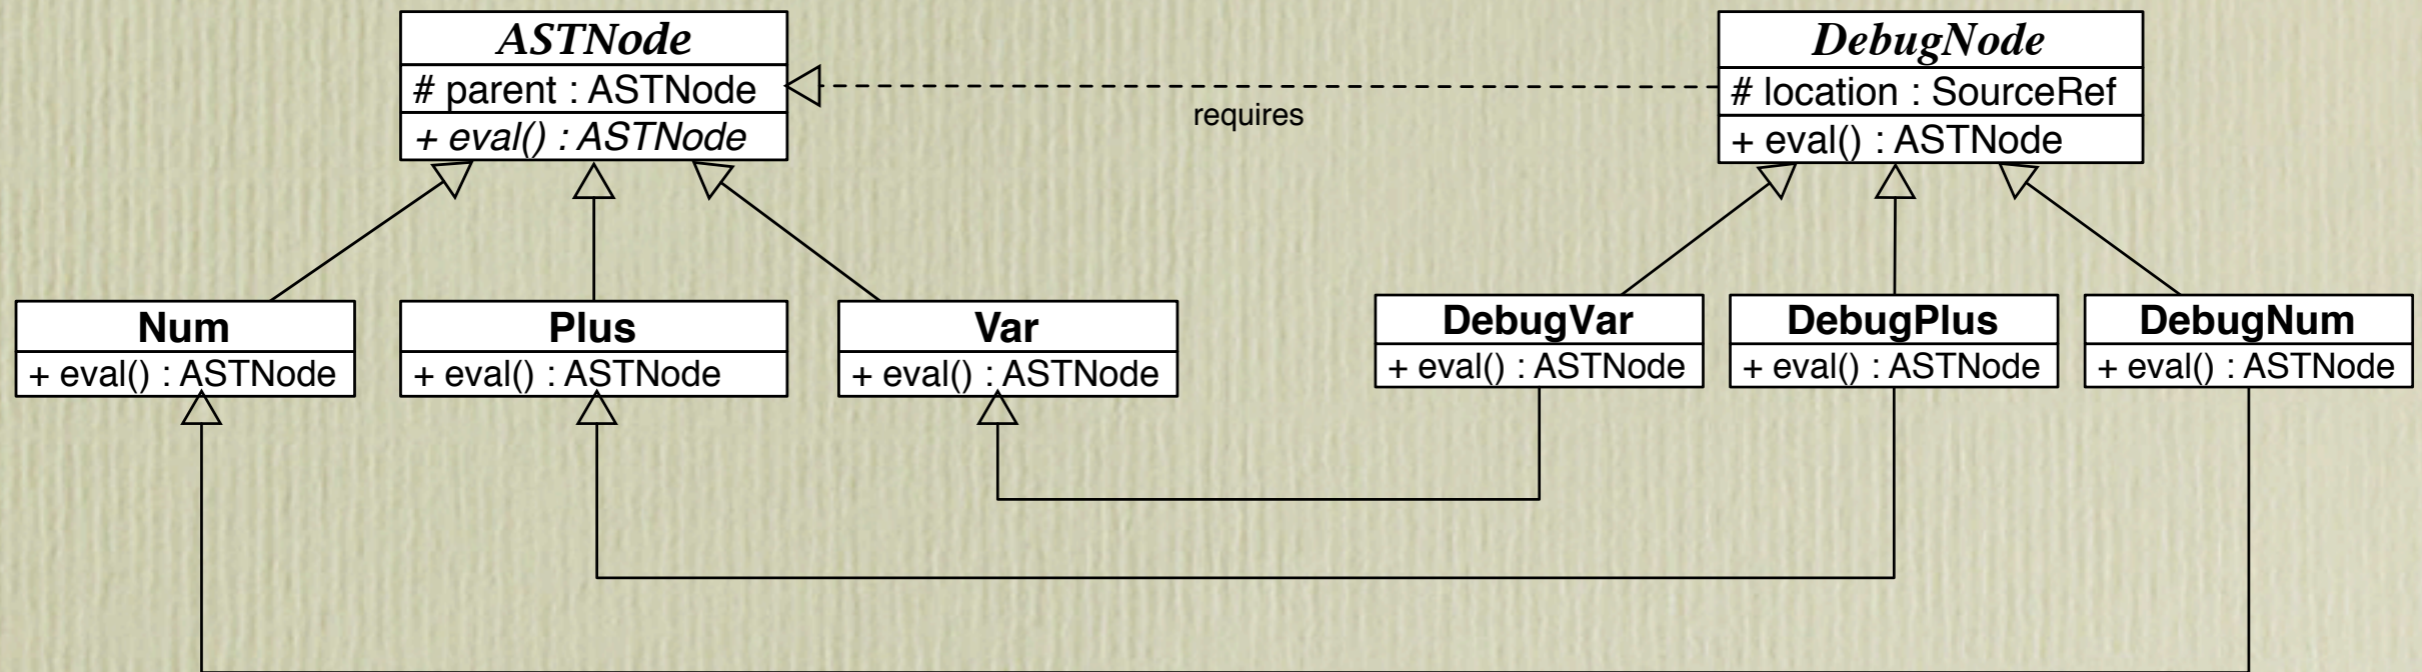 ASTNode
# parent : ASTNode
+ eval() : ASTNode
DebugNode
# location : SourceRef
+ eval() : ASTNode
requires
Num
+ eval() : ASTNode
Plus
+ eval() : ASTNode
Var
+ eval() : ASTNode
DebugVar
+ eval() : ASTNode
DebugPlus
+ eval() : ASTNode
DebugNum
+ eval() : ASTNode